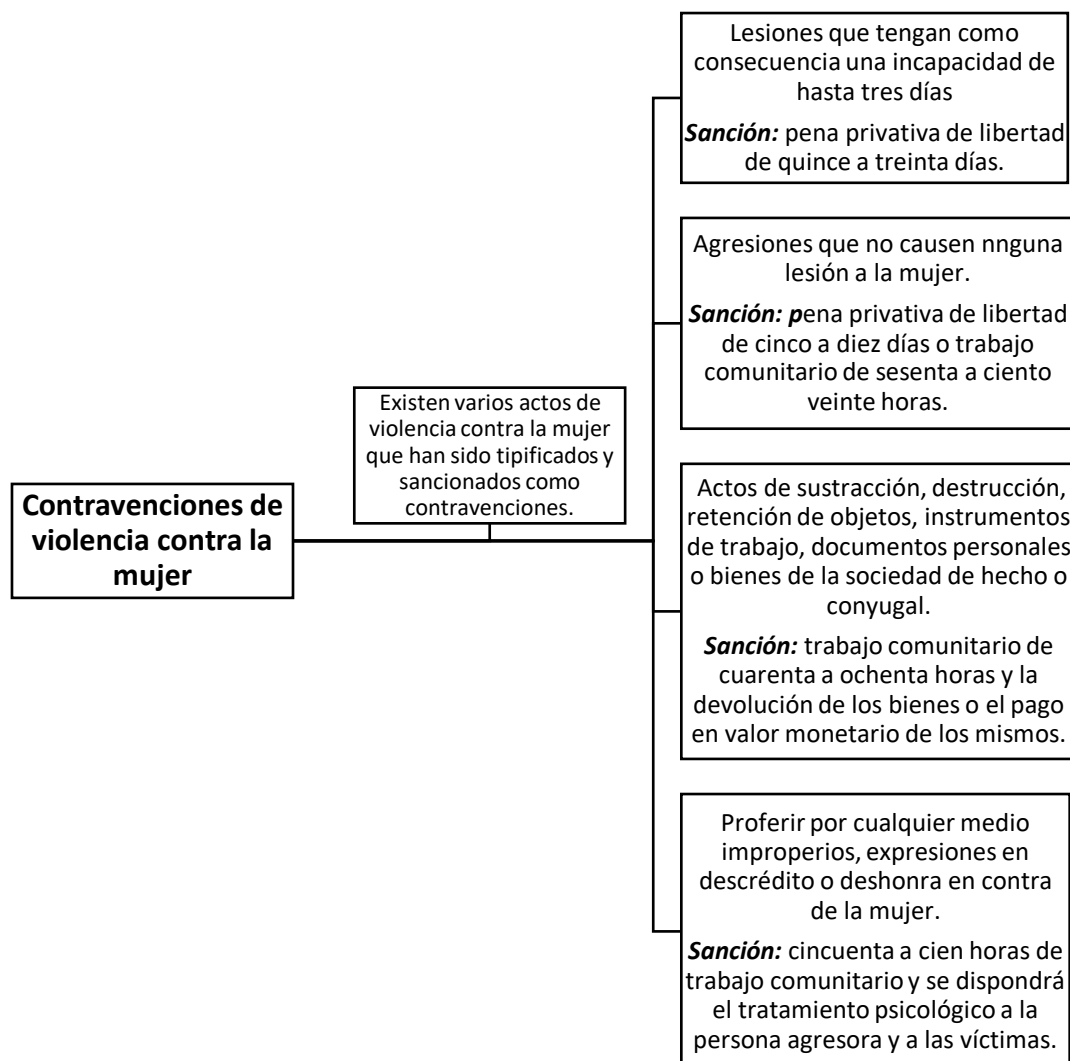 Contravenciones de
violencia contra la
mujer
Existen varios actos de
violencia contra la mujer
que han sido tipificados y
sancionados como
contravenciones.
Lesiones que tengan como
consecuencia una incapacidad de
hasta tres días
Sanción: pena privativa de libertad
de quince a treinta días.
Agresiones que no causen nnguna
lesión a la mujer.
Sanción: pena privativa de libertad
de cinco a diez días o trabajo
comunitario de sesenta a ciento
veinte horas.
Actos de sustracción, destrucción,
retención de objetos, instrumentos
de trabajo, documentos personales
o bienes de la sociedad de hecho o
conyugal.
Sanción: trabajo comunitario de
cuarenta a ochenta horas y la
devolución de los bienes o el pago
en valor monetario de los mismos.
Proferir por cualquier medio
improperios, expresiones en
descrédito o deshonra en contra
de la mujer.
Sanción: cincuenta a cien horas de
trabajo comunitario y se dispondrá
el tratamiento psicológico a la
persona agresora y a las víctimas.